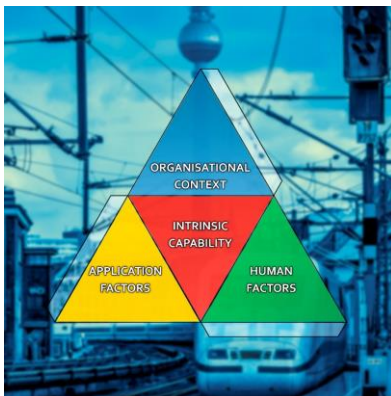 ORGANISATIONAL
CONTEXT
INTRINSIC
CAPABILITY
APPLICATION
FACTORS
HUMAN
FACTORS